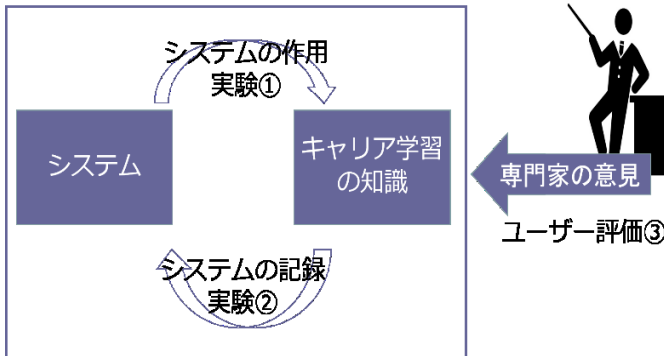 システムの作用
実験①
システム
キャリア学習
の知識
専門家の意見
ユーザー評価③
システムの記録
実験②